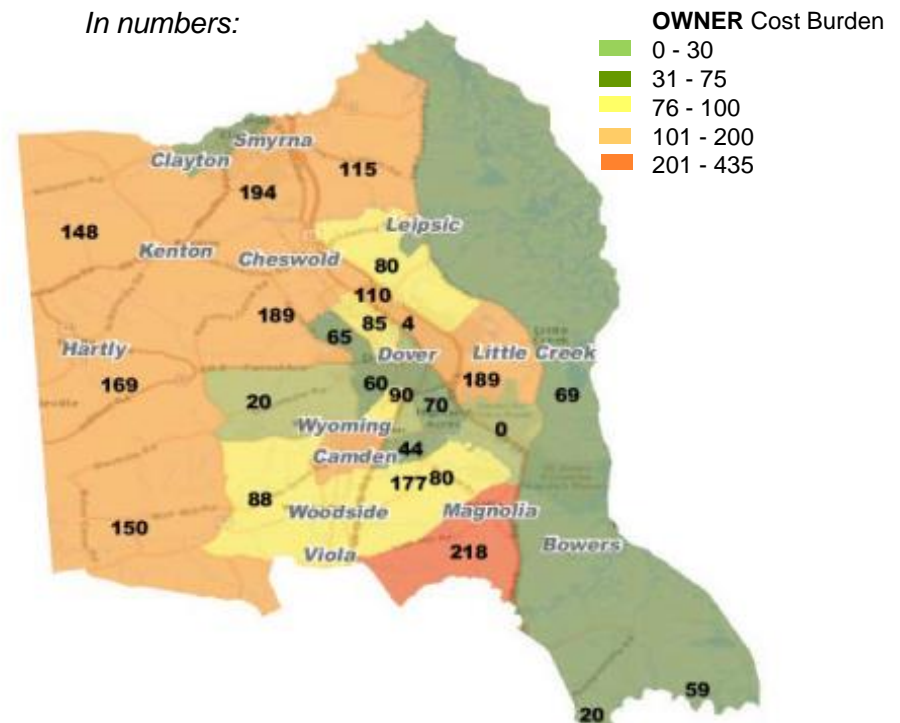 In numbers:
OWNER Cost Burden
0 - 30
31 - 75
76 - 100
101 - 200
201 - 435
Smyrna
Clayton
115
194
148
Leipsic
Kenton
Cheswold
80
110
189
85
4
65
Hartly
Dover
Little Creek
169
60
189
20
90
70
69
Wyoming...
0
44
Camden
177
80
88
Woodside
Magnolia
150
Viola
218
Bowers
59
20